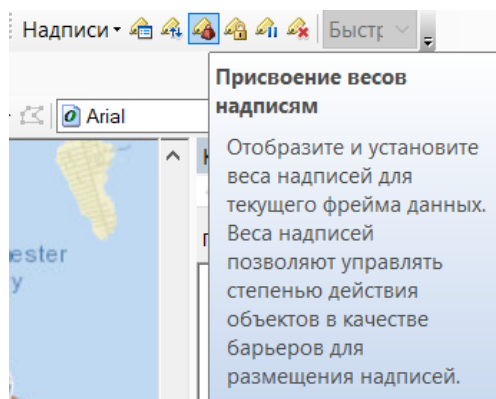 Надписи
Быстр
Присвоение весов
надписям
Arial
Отобразите и установите
веса надписей для
текущего фрейма данных.
Веса надписей
позволяют управлять
степенью действия
объектов в качестве
барьеров для
размещения надписей.
ester
y